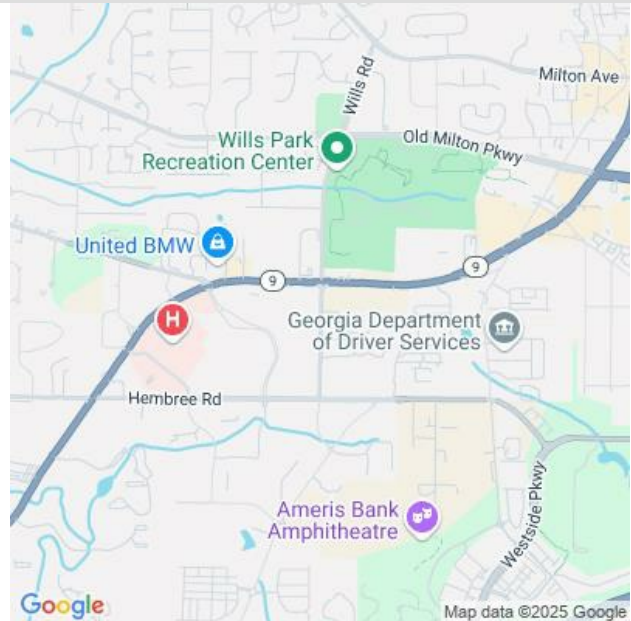 Wills Rd
Milton Ave
Wills Park
Recreation Center
Old Milton Pkwy
United BMW
9
9
H
Georgia Department
of Driver Services
Hembree Rd
Ameris Bank
Amphitheatre
Westside Pkwy
Google
Map data ©2025 Google